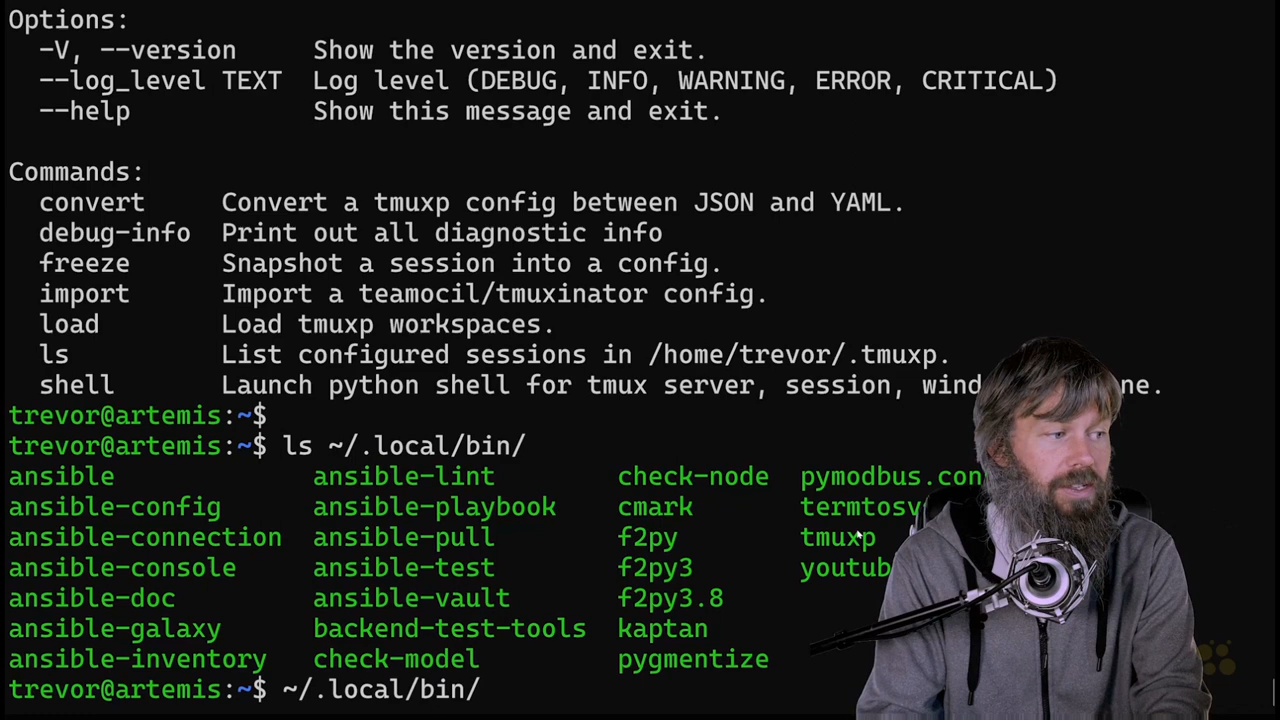 Options:
-V, --version Show the version and exit.
--log_level TEXT Log level (DEBUG, INFO, WARNING, ERROR, CRITICAL)
--help Show this message and exit.
Commands:
convert Convert a tmuxp config between JSON and YAML.
debug-info Print out all diagnostic info
freeze Snapshot a session into a config.
import Import a teamocil/tmuxinator config.
load Load tmuxp workspaces.
ls List configured sessions in /home/trevor/.tmuxp.
shell Launch python shell for tmux server, session,
trevor@artemis:~$
trevor@artemis:~$ ls ~/.local/bin/
ansible ansible-lint check-node
ansible-config ansible-playbook cmark
ansible-connection ansible-pull f2py tmuxp
ansible-console ansible-test f2py3
ansible-doc ansible-vault f2py3.8
ansible-galaxy backend-test-tools kaptan
ansible-inventory check-model pygmentize
trevor@artemis:~$ ~/.local/bin/